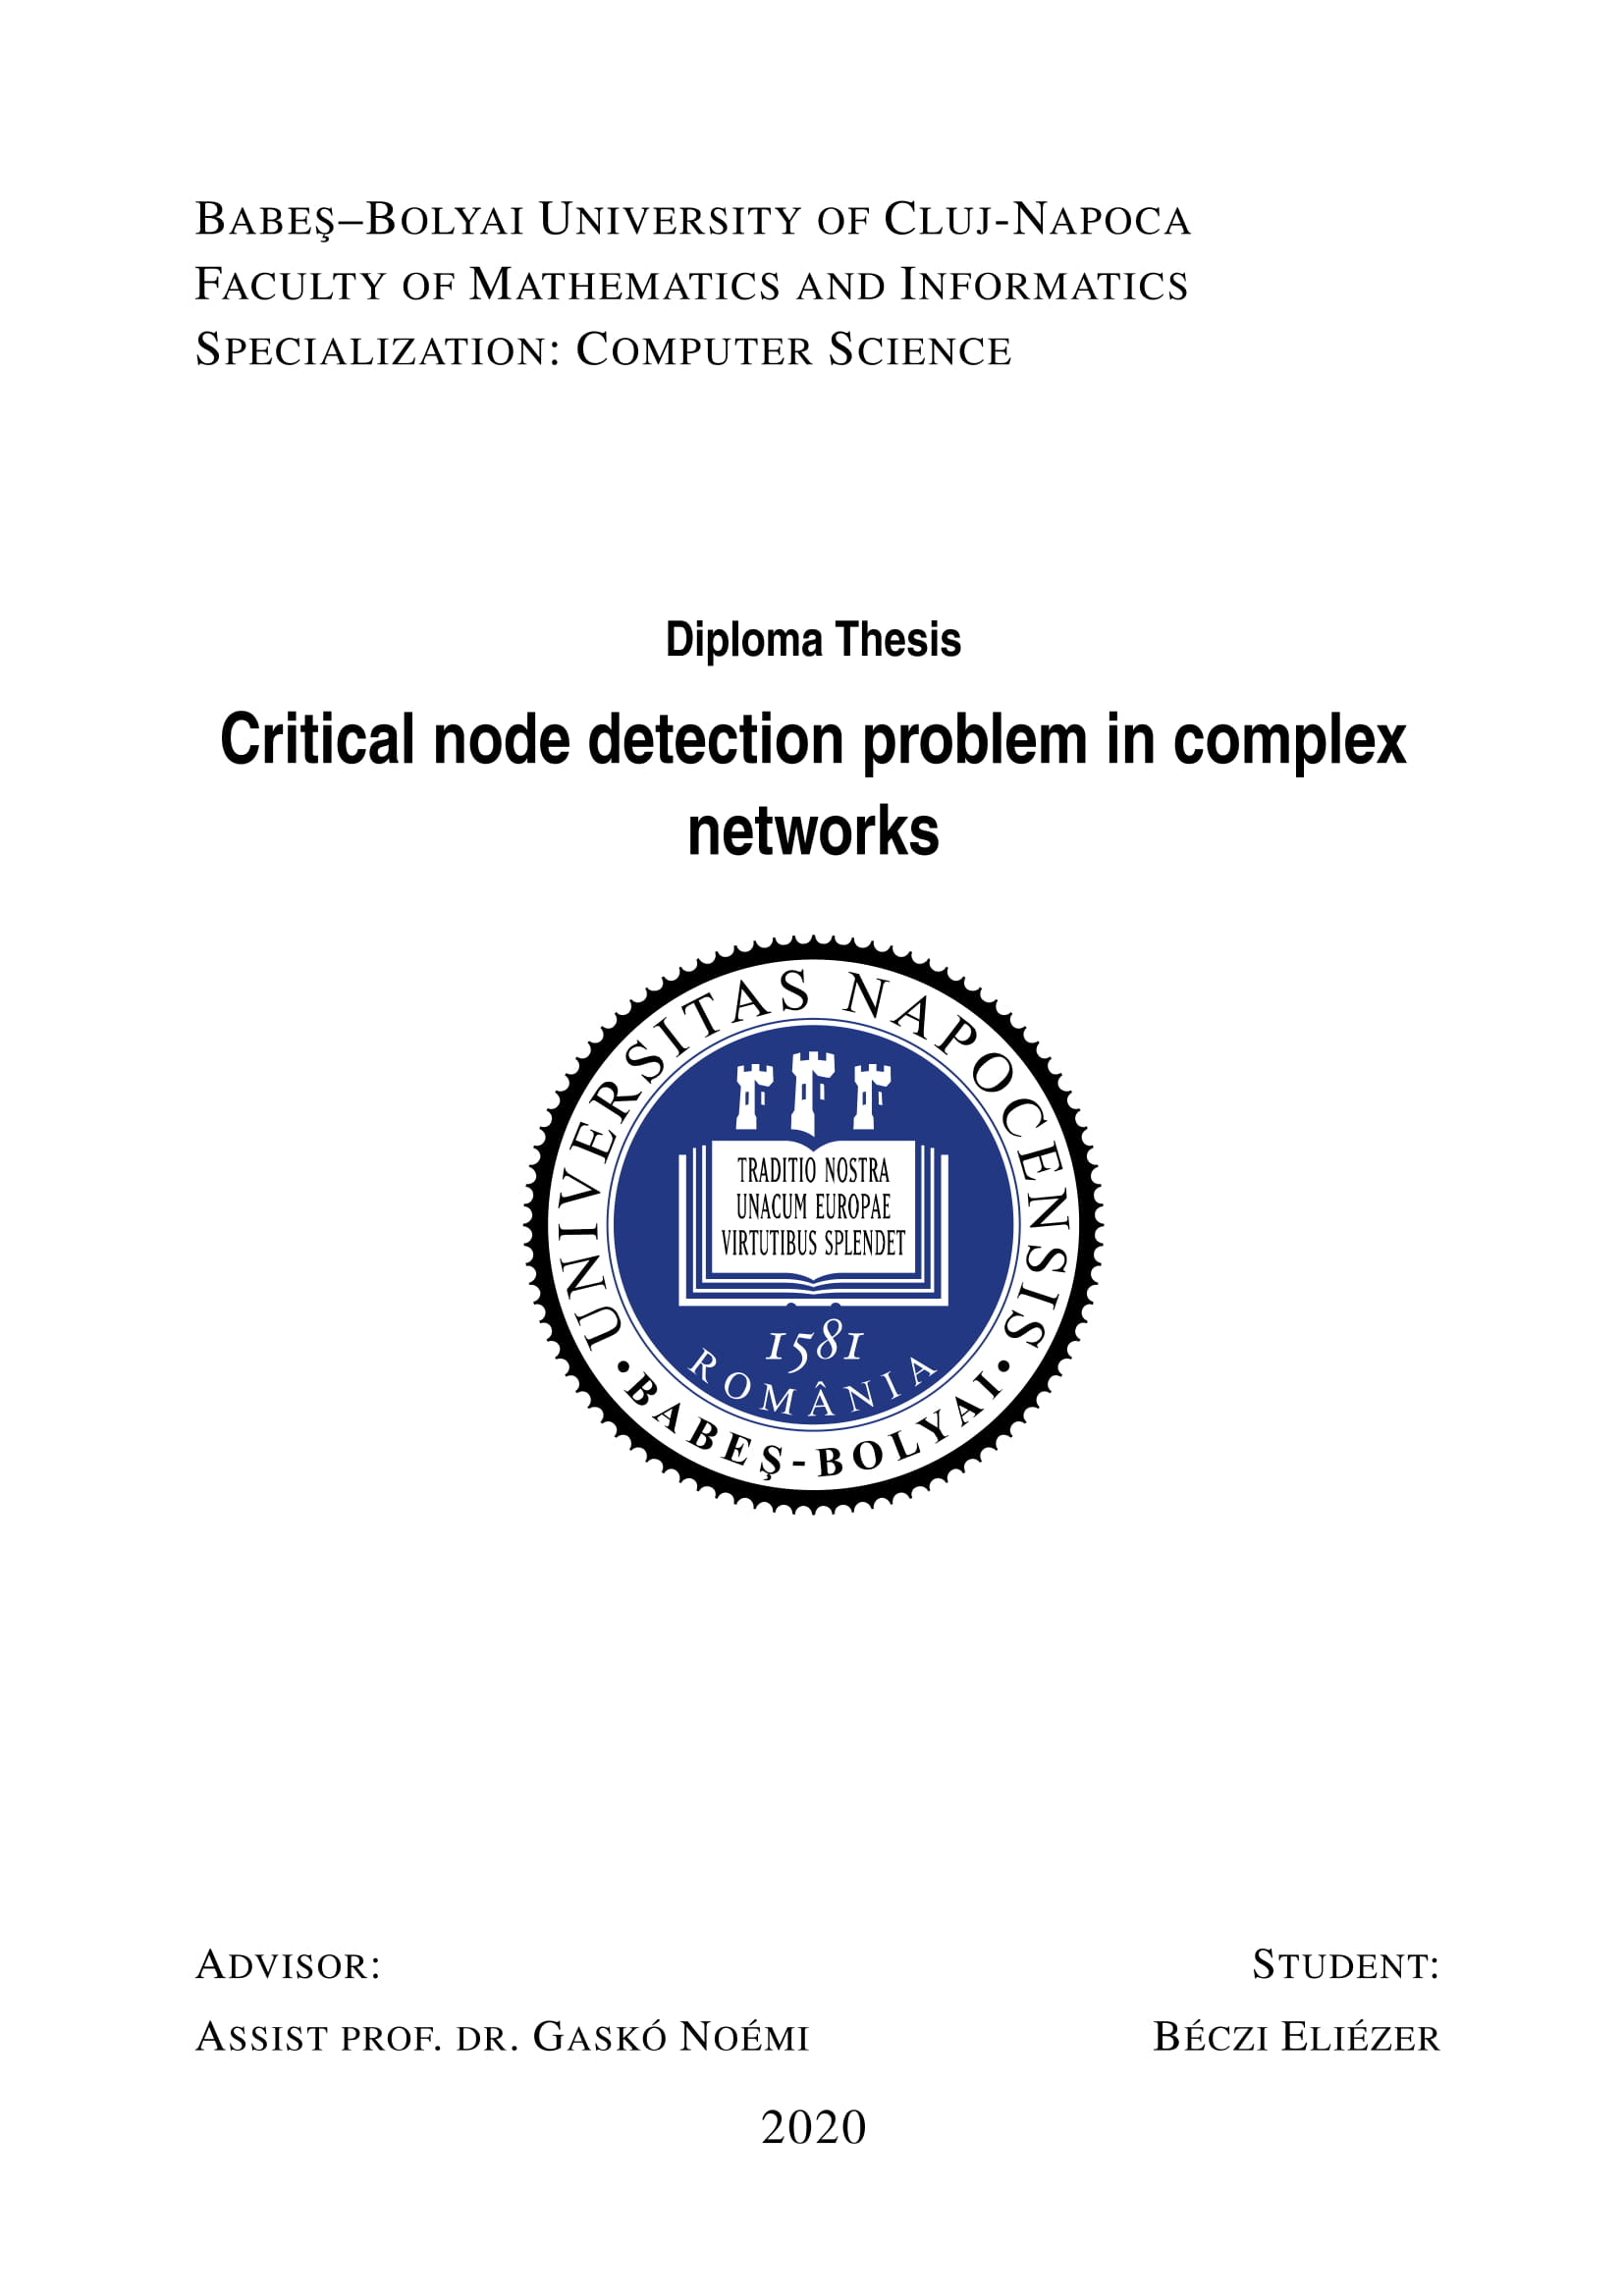 BABEŞ–BOLYAI UNIVERSITY OF CLUJ-NAPOCA
FACULTY OF MATHEMATICS AND INFORMATICS
SPECIALIZATION: COMPUTER SCIENCE
Diploma Thesis
Critical node detection problem in complex
networks
UNIVERSITAS NAPOCENSIS
TRADITIO NOSTRA
UNACUM EUROPAE
VIRTUTIBUS SPLENDET
1581
ROMÂNIA
•BABEŞ-BOLYAI•
ADVISOR:
STUDENT:
ASSIST PROF. DR. GASKÓ NOÉMI
BÉCZI ELIÉZER
2020